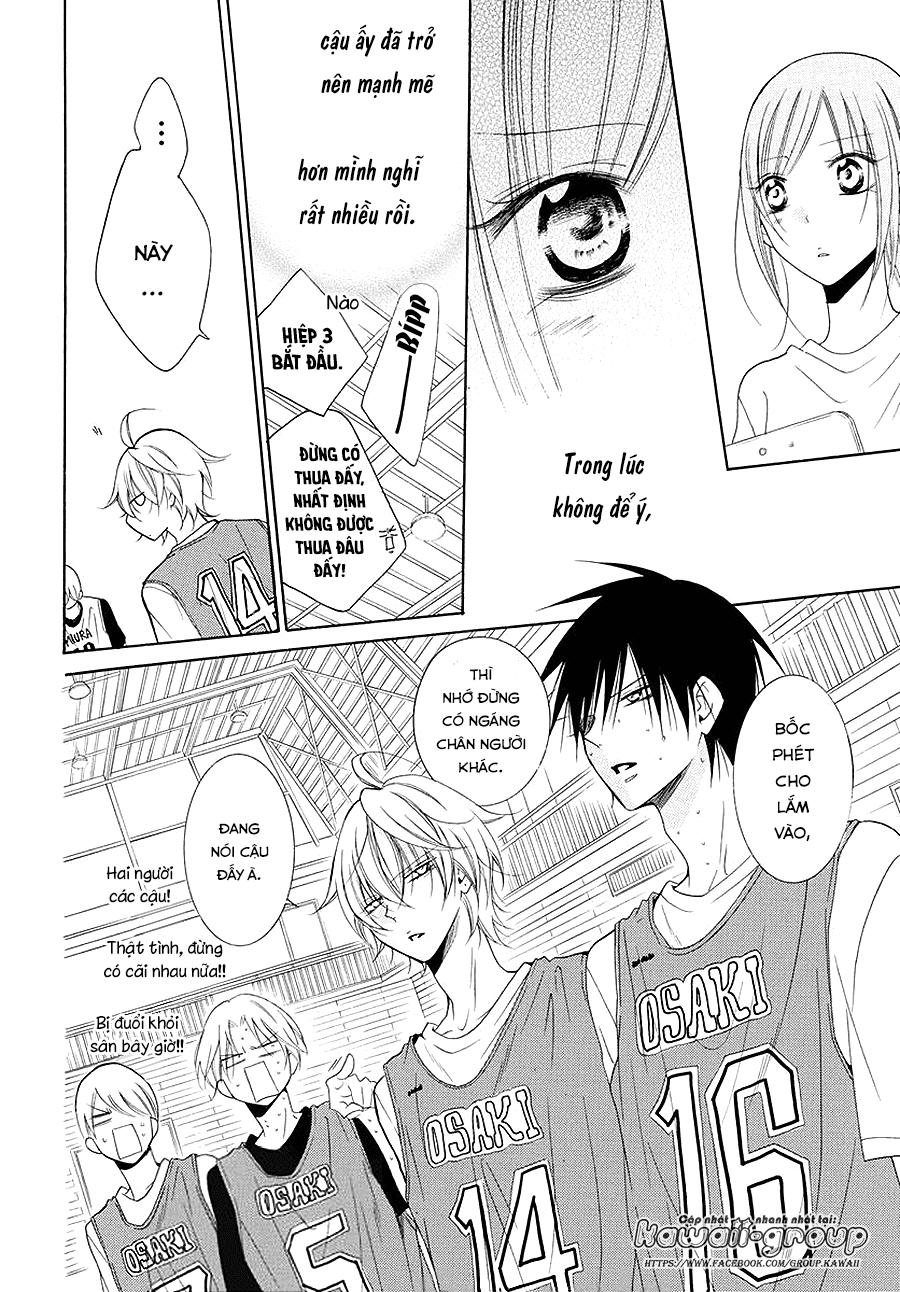 Trong lúc
không để ý,
cậu ấy đã trở
nên mạnh mẽ
hơn mình nghĩ
rất nhiều rồi.
Bípp
Nào
HIỆP 3
BẮT ĐẦU.
ĐỪNG CÓ
THUA ĐẤY,
NHẤT ĐỊNH
KHÔNG ĐƯỢC
THUA ĐÂU
ĐẤY!
...
NÀY
...
14
MIURA
BỐC
PHÉT
CHO
LẮM
VÀO,
THÌ
NHỚ ĐỪNG
CÓ NGÁNG
CHÂN NGƯỜI
KHÁC.
ĐANG
NÓI CẬU
ĐẤY Ạ.
Hai người
các cậu!
Thật tình, đừng
có cãi nhau nữa!!
Bị đuổi khỏi
sân bây giờ!!
OSAKI
16
OSAKI
14
OSAKI
5
OSAKI
Cập nhật nhanh nhất tại:
kawaii-group
HTTPS://WWW.FACEBOOK.COM/GROUP.KAWAII